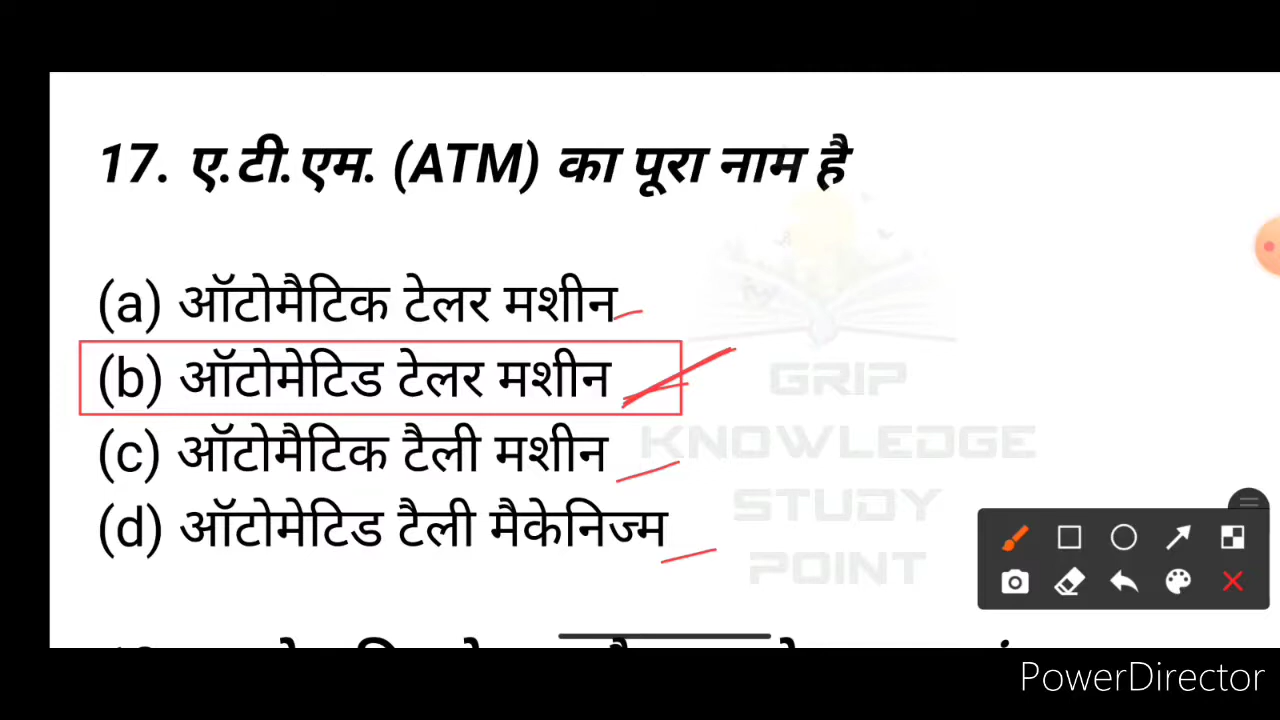 17. ए.टी.एम. (ATM) का पूरा नाम है
(a) ऑटोमैटिक टेलर मशीन
(b) ऑटोमेटिड टेलर मशीन
(c) ऑटोमैटिक टैली मशीन
(d) ऑटोमेटिड टैली मैकेनिज्म
GRIP
KNOWLEDGE
STUDY
POINT
PowerDirector